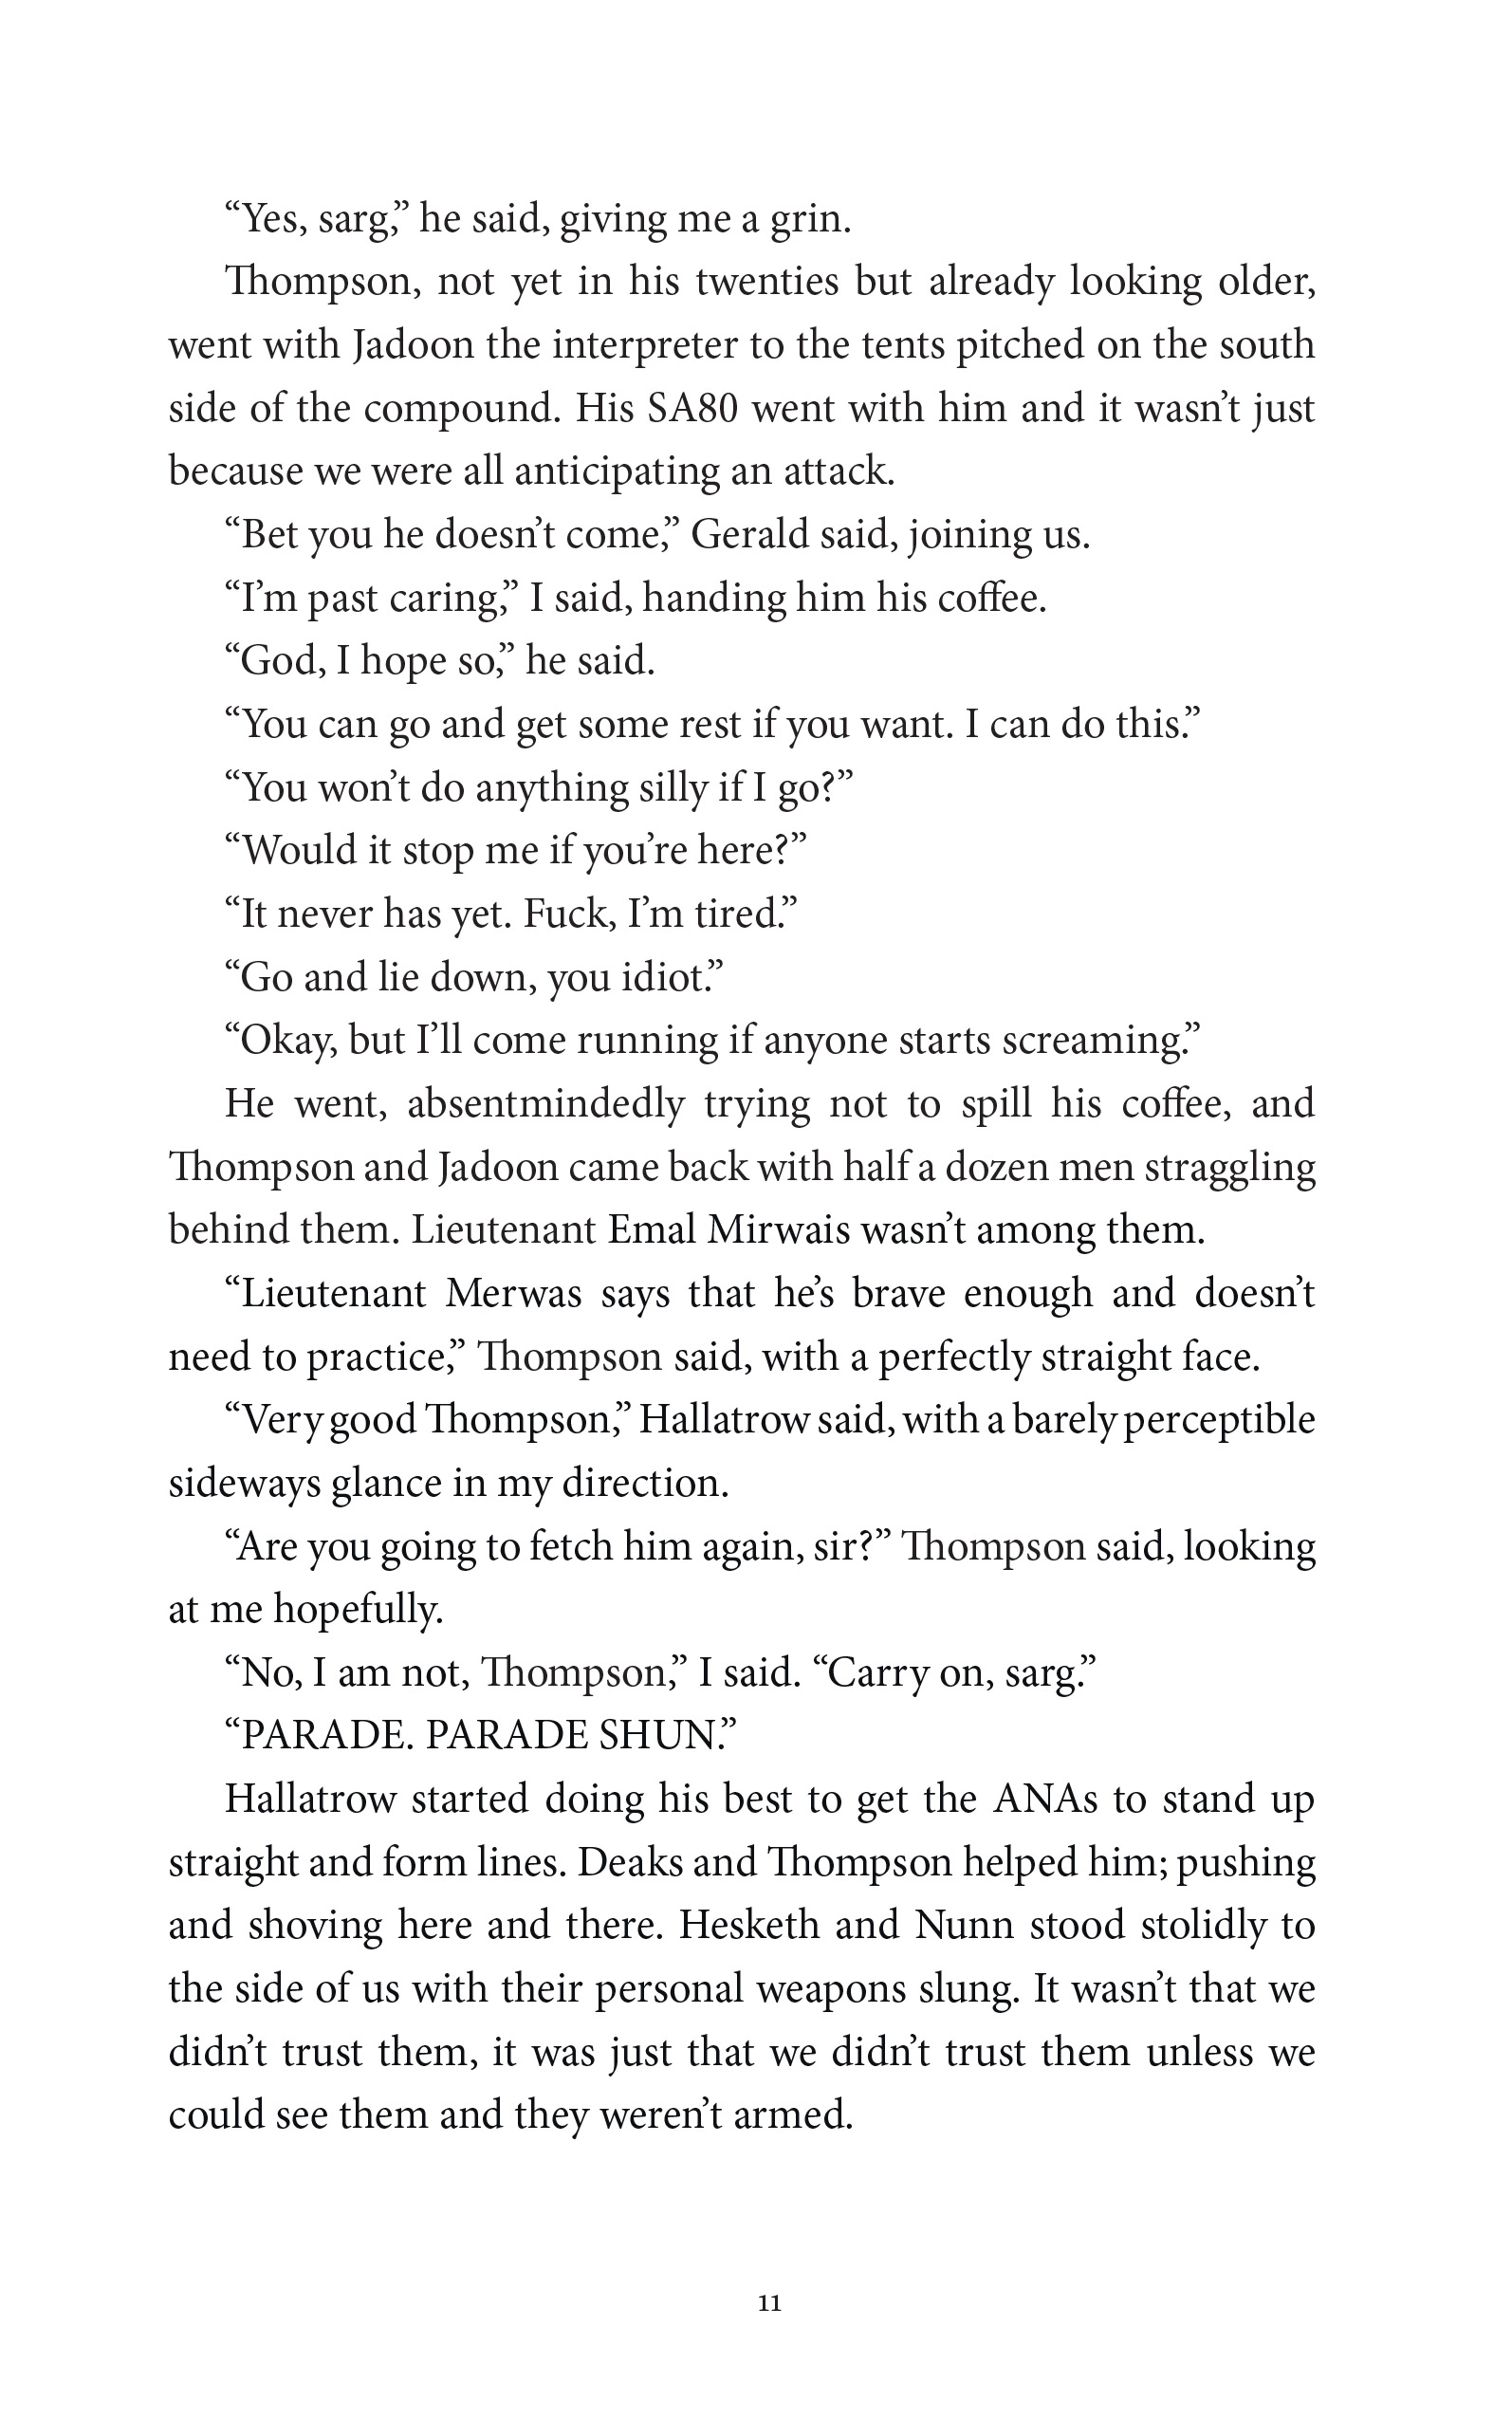 “Yes, sarg,” he said, giving me a grin.
Thompson, not yet in his twenties but already looking older,
went with Jadoon the interpreter to the tents pitched on the south
side of the compound. His SA80 went with him and it wasn’t just
because we were all anticipating an attack.
“Bet you he doesn’t come,” Gerald said, joining us.
“I’m past caring,” I said, handing him his coffee.
“God, I hope so,” he said.
“You can go and get some rest if you want. I can do this.”
“You won’t do anything silly if I go?”
“Would it stop me if you’re here?”
“It never has yet. Fuck, I’m tired.”
“Go and lie down, you idiot.”
“Okay, but I’ll come running if anyone starts screaming.”
He went, absentmindedly trying not to spill his coffee, and
Thompson and Jadoon came back with half a dozen men straggling
behind them. Lieutenant Emal Mirwais wasn’t among them.
“Lieutenant Merwas says that he’s brave enough and doesn’t
need to practice,” Thompson said, with a perfectly straight face.
“Very good Thompson,” Hallatrow said, with a barely perceptible
sideways glance in my direction.
“Are you going to fetch him again, sir?” Thompson said, looking
at me hopefully.
“No, I am not, Thompson,” I said. “Carry on, sarg.”
“PARADE. PARADE SHUN.”
Hallatrow started doing his best to get the ANAs to stand up
straight and form lines. Deaks and Thompson helped him; pushing
and shoving here and there. Hesketh and Nunn stood stolidly to
the side of us with their personal weapons slung. It wasn’t that we
didn’t trust them, it was just that we didn’t trust them unless we
could see them and they weren’t armed.
11